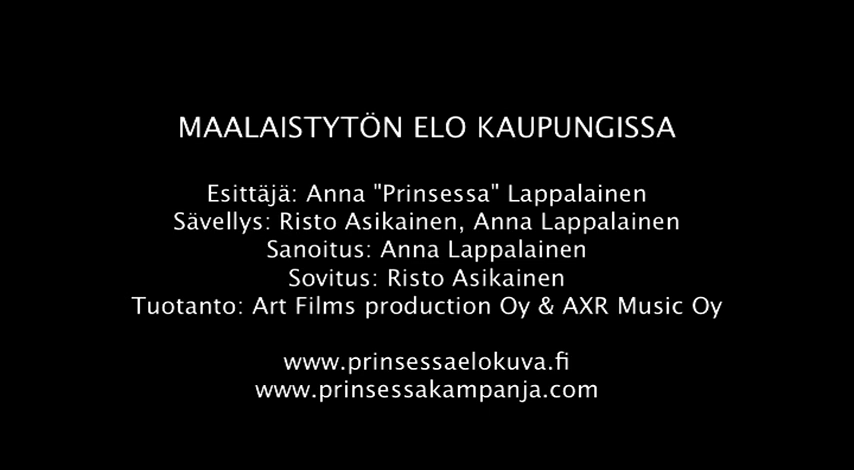 MAALAISTYTÖN ELO KAUPUNGISSA
Esittäjä: Anna "Prinsessa" Lappalainen
Sävellys: Risto Asikainen, Anna Lappalainen
Sanoitus: Anna Lappalainen
Sovitus: Risto Asikainen
Tuotanto: Art Films production Oy & AXR Music Oy
www.prinsessaelokuva.fi
www.prinsessakampanja.com